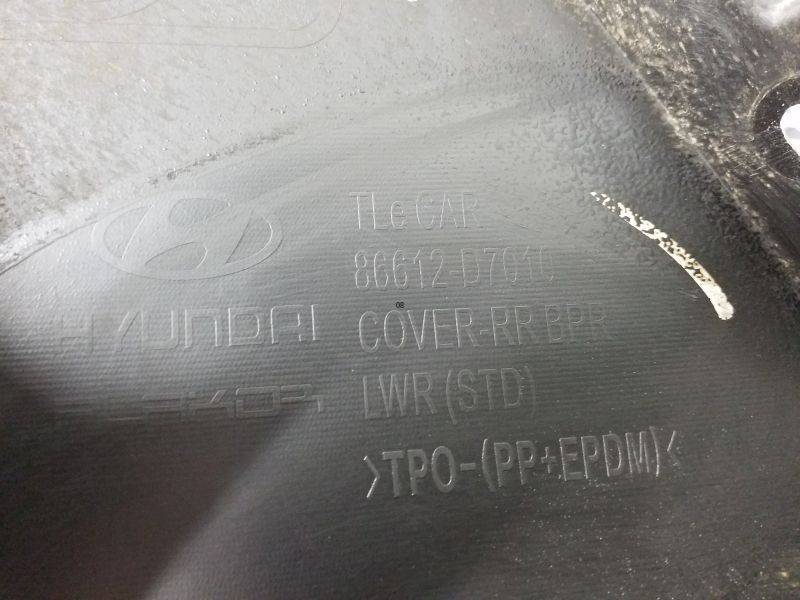 HYUNDAI
TLe CAR
86612-D7010
COVER-RR BPR
LWR(STD)
>TPO-(PP+EPDM)<